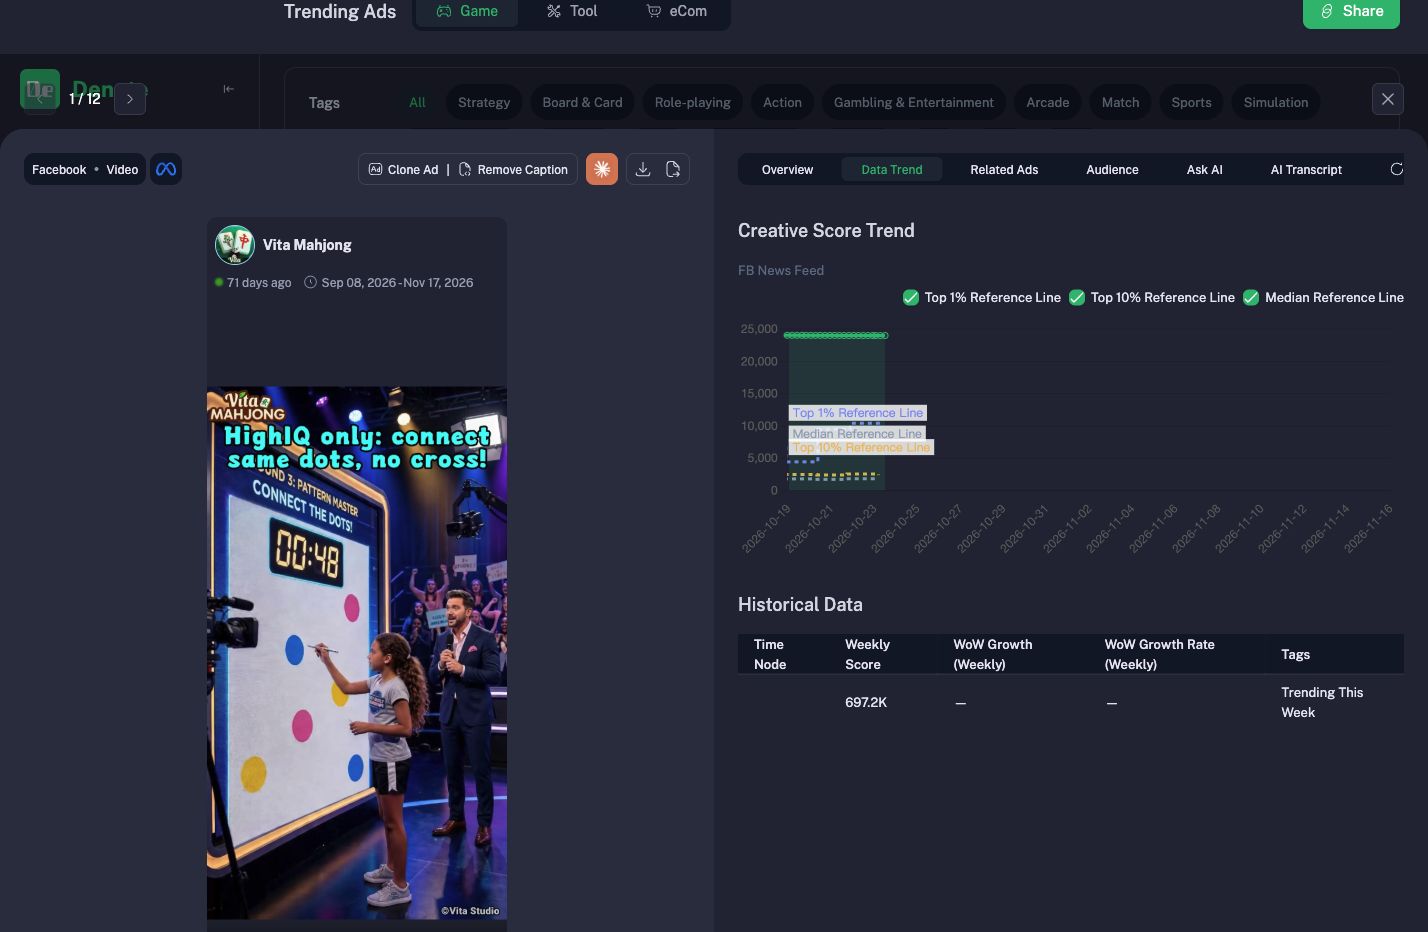 Trending Ads
Game
Tool
eCom
Share
De
Den
e
1 / 12
Tags
All
Strategy
Board & Card
Role-playing
Action
Gambling & Entertainment
Arcade
Match
Sports
Simulation
Facebook • Video
Clone Ad | Remove Caption
Overview
Data Trend
Related Ads
Audience
Ask AI
AI Transcript
Vita Mahjong
71 days ago
Sep 08, 2026-Nov 17, 2026
Vita
MAHJONG
HighIQ only: connect
same dots, no cross!
UND 3: PATTERN MASTER
CONNECT THE DOTS!
00:48
©Vita Studio
Creative Score Trend
FB News Feed
Top 1% Reference Line
Top 10% Reference Line
Median Reference Line
25,000
20,000
15,000
10,000
5,000
0
Top 1% Reference Line
Median Reference Line
Top 10% Reference Line
2026-10-19
2026-10-21
2026-10-23
2026-10-25
2026-10-27
2026-10-29
2026-10-31
2026-11-02
2026-11-04
2026-11-06
2026-11-08
2026-11-10
2026-11-12
2026-11-14
2026-11-16
Historical Data
Time Node
Weekly Score
WoW Growth (Weekly)
WoW Growth Rate (Weekly)
Tags
697.2K
—
—
Trending This
Week